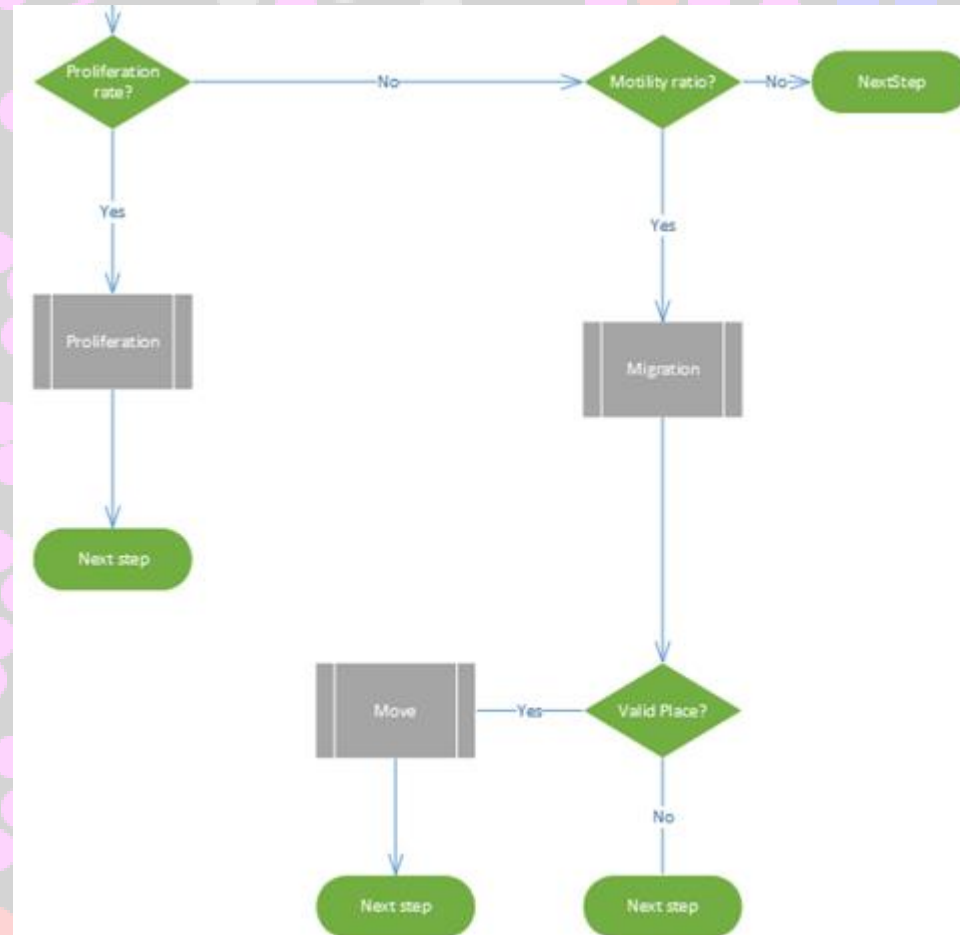 Proliferation
rate?
No
Motility ratio?
No
NextStep
Yes
Yes
Proliferation
Migration
Next step
Move
Yes
Valid Place?
No
Next step
Next step